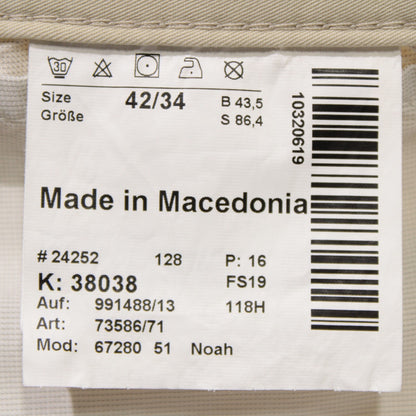 30
Size 42/34 B 43,5
Größe S 86,4
10320619
Made in Macedonia
# 24252 128 P: 16
K: 38038 FS19
Auf: 991488/13 118H
Art: 73586/71
Mod: 67280 51 Noah